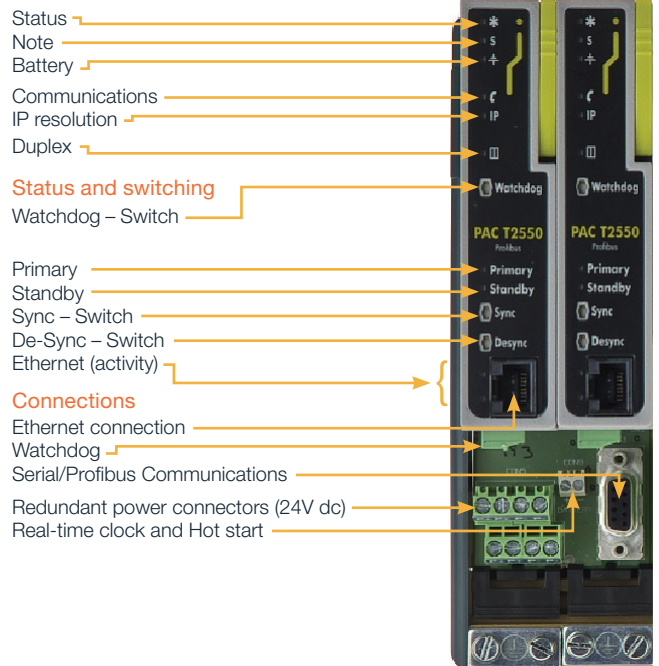 Status
Note
Battery
Communications
IP resolution
Duplex
Status and switching
Watchdog – Switch
Primary
Standby
Sync – Switch
De-Sync – Switch
Ethernet (activity)
Connections
Ethernet connection
Watchdog
Serial/Profibus Communications
Redundant power connectors (24V dc)
Real-time clock and Hot start
S
IP
Watchdog
PAC T2550
Profibus
Primary
Standby
Sync
Desync
S
IP
Watchdog
PAC T2550
Profibus
Primary
Standby
Sync
Desync